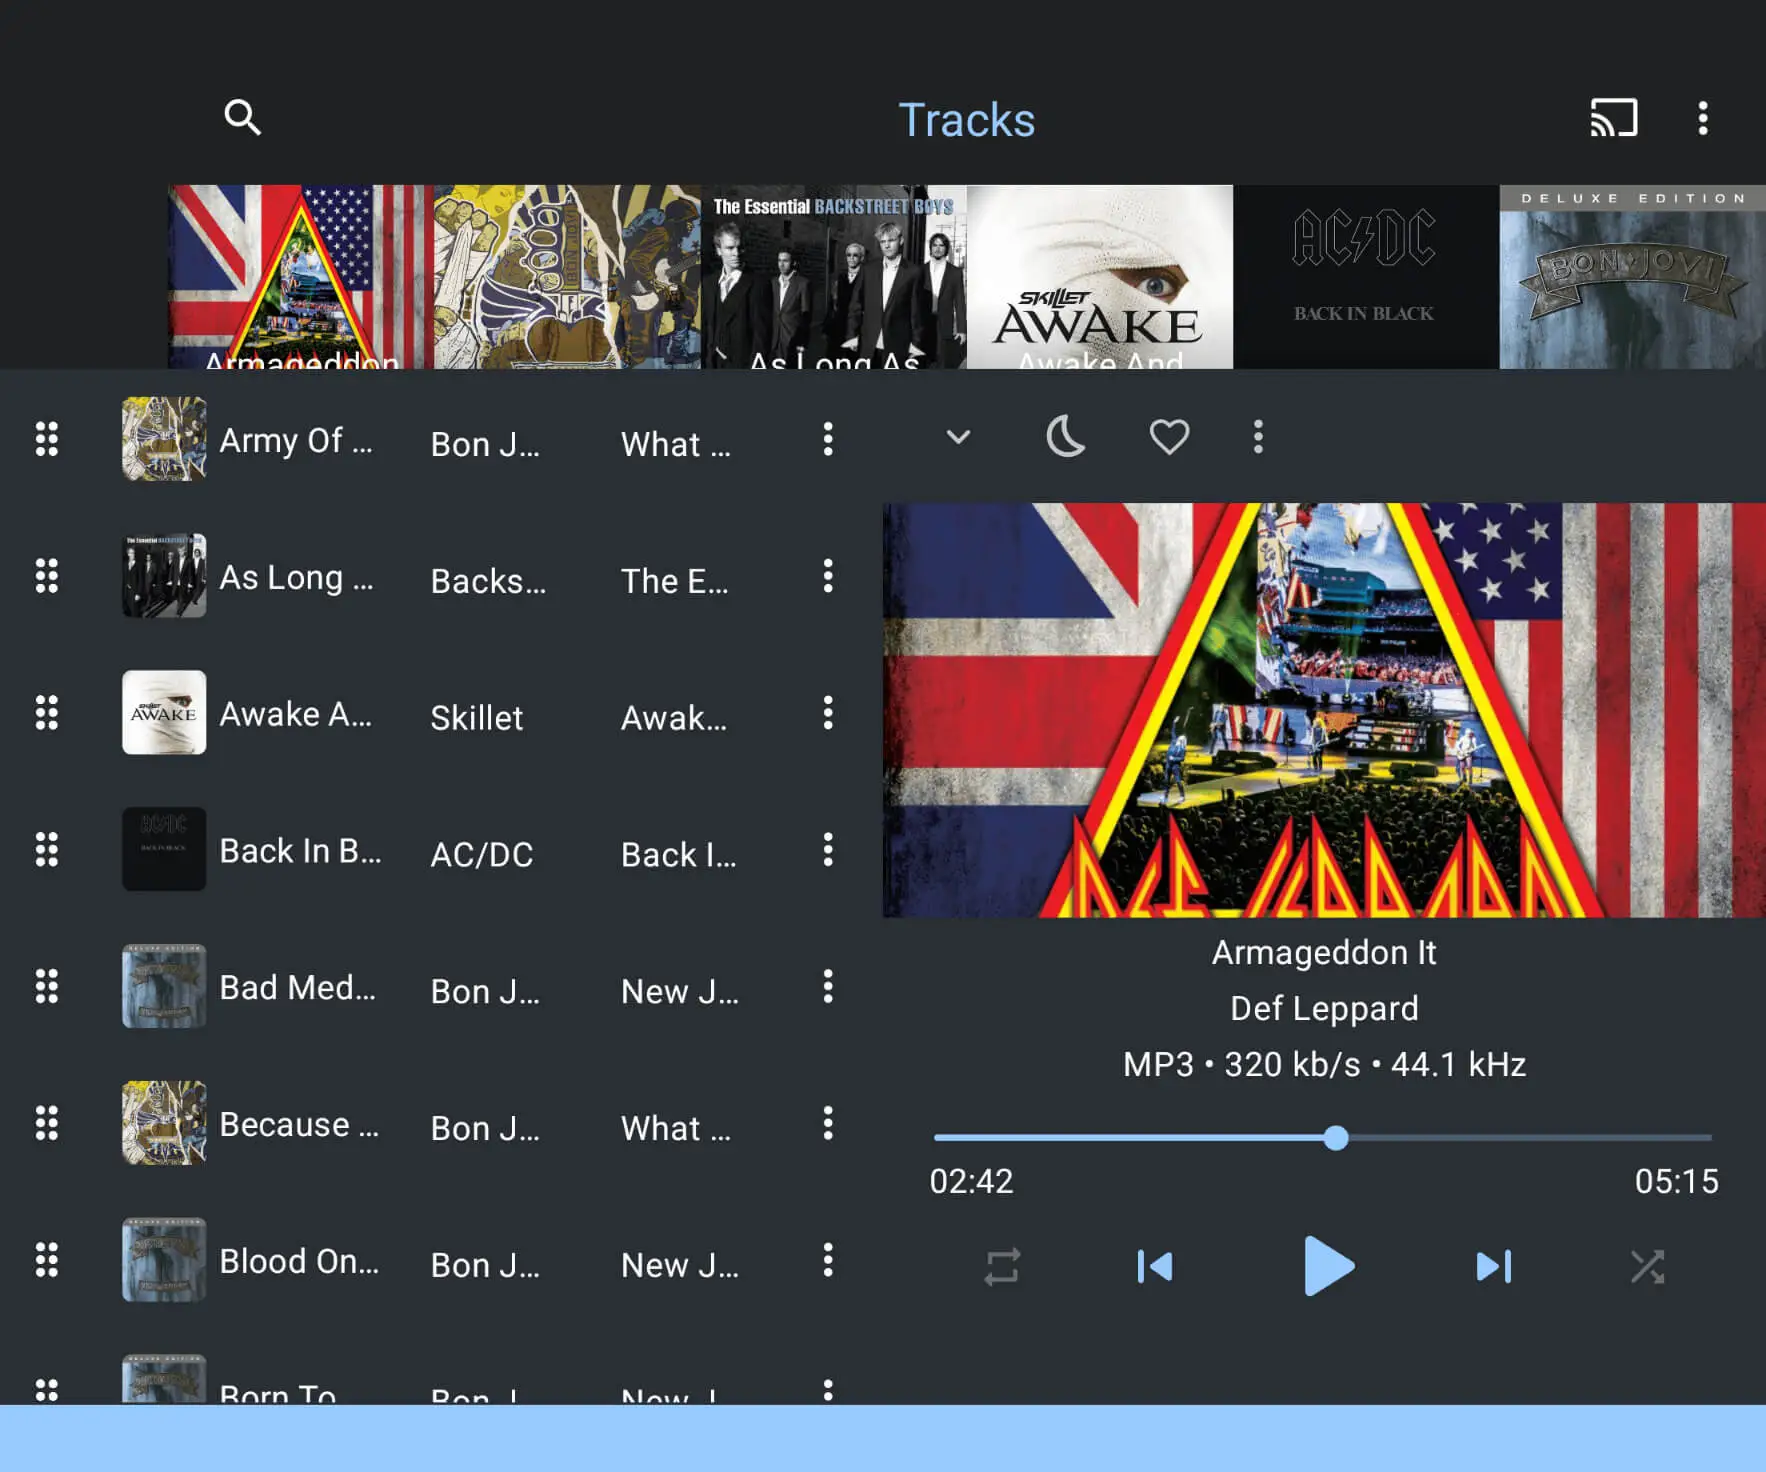 Tracks
The Essential BACKSTREET BOYS
SKILLET
AWAKE
AC/DC
BACK IN BLACK
DELUXE EDITION
BON JOVI
Armageddon
As Long As
Awake And
Army Of ... Bon J... What ...
As Long ... Backs... The E...
Awake A... Skillet Awak...
Back In B... AC/DC Back I...
Bad Med... Bon J... New J...
Because ... Bon J... What ...
Blood On... Bon J... New J...
Born To Bon J New J
DEF LEPPARD
Armageddon It
Def Leppard
MP3 • 320 kb/s • 44.1 kHz
02:42 05:15